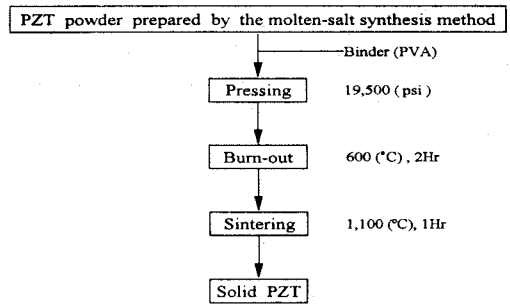 PZT powder prepared by the molten-salt synthesis method
Binder (PVA)
Pressing 19,500 (psi)
Burn-out 600 (°C), 2Hr
Sintering 1,100 (°C), 1Hr
Solid PZT